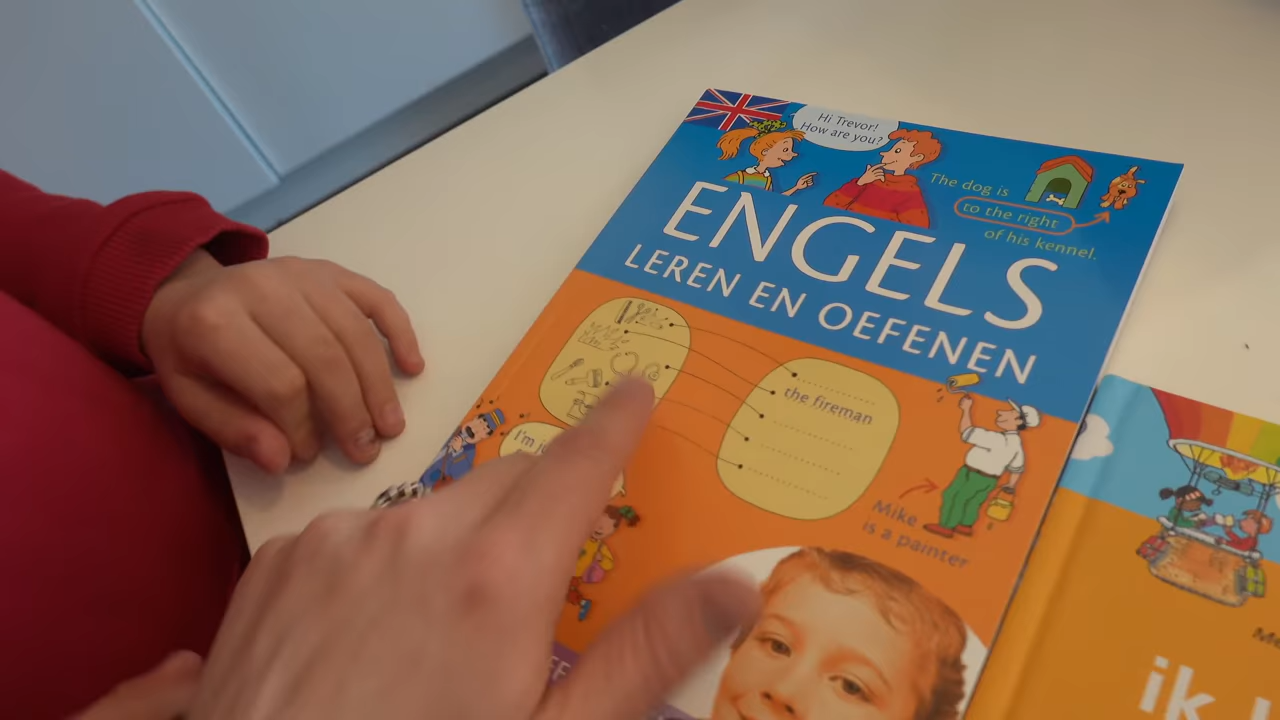 Hi Trevor!
How are you?
The dog is
to the right
of his kennel.
ENGELS
LEREN EN OEFENEN
the fireman
I'm
Mike
is a painter
ik